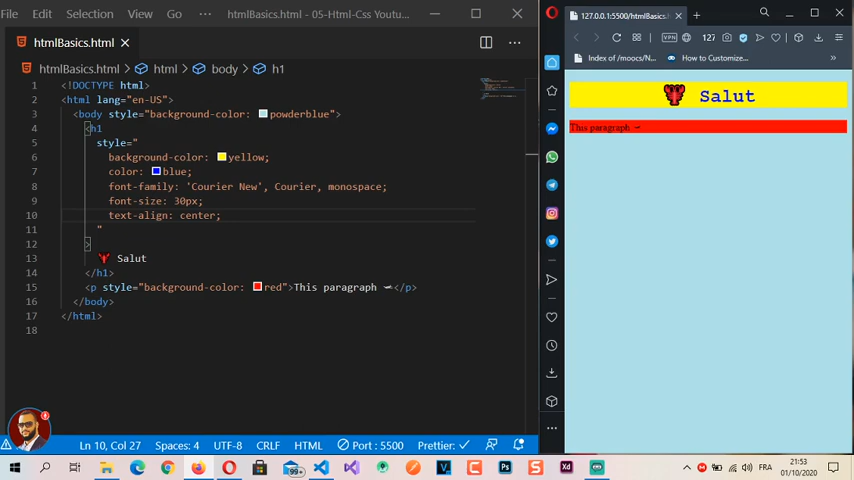 File Edit Selection View Go ··· htmlBasics.html - 05-Html-Css Youtu...
htmlBasics.html
htmlBasics.html > html > body > h1
1 <!DOCTYPE html>
2 <html lang="en-US">
3 <body style="background-color: powderblue">
4 <h1
5 style="
6 background-color: yellow;
7 color: blue;
8 font-family: 'Courier New', Courier, monospace;
9 font-size: 30px;
10 text-align: center;
11 "
12 >
13 Salut
14 </h1>
15 <p style="background-color: red">This paragraph </p>
16 </body>
17 </html>
18
Ln 10, Col 27 Spaces: 4 UTF-8 CRLF HTML Port : 5500 Prettier: ✓
127.0.0.1:5500/htmlBasics.
VPN 127
Index of /moocs/N... How to Customize... »
Salut
This paragraph
99+
FRA
21:53
01/10/2020